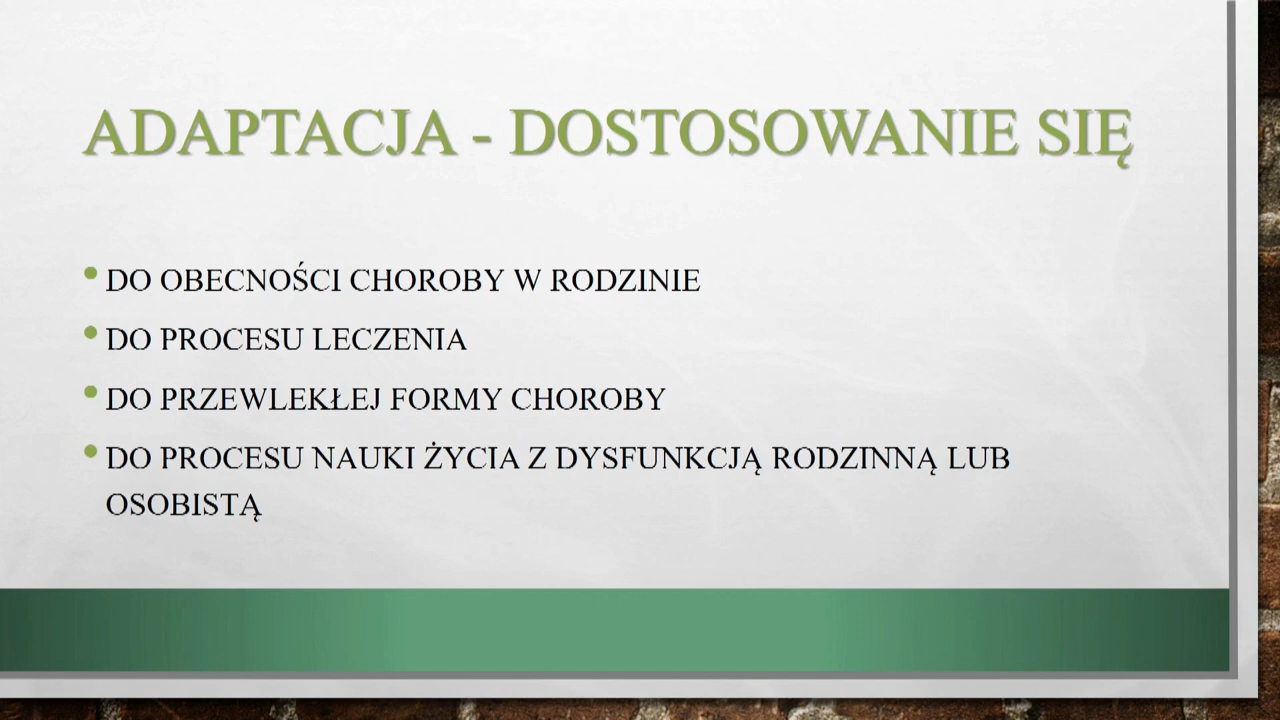 ADAPTACJA - DOSTOSOWANIE SIĘ
• DO OBECNOŚCI CHOROBY W RODZINIE
• DO PROCESU LECZENIA
• DO PRZEWLEKŁEJ FORMY CHOROBY
• DO PROCESU NAUKI ŻYCIA Z DYSFUNKCJĄ RODZINNĄ LUB
OSOBISTĄ